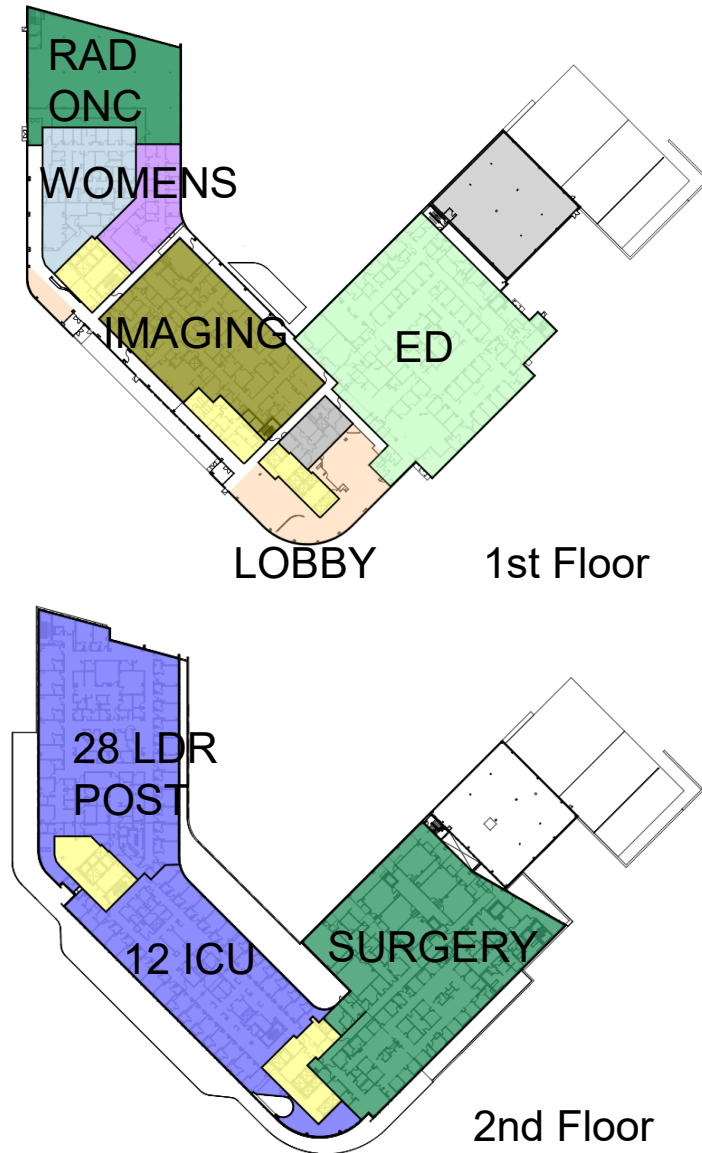 RAD
ONC
WOMENS
IMAGING
ED
LOBBY
1st Floor
28 LDR
POST
12 ICU
SURGERY
2nd Floor